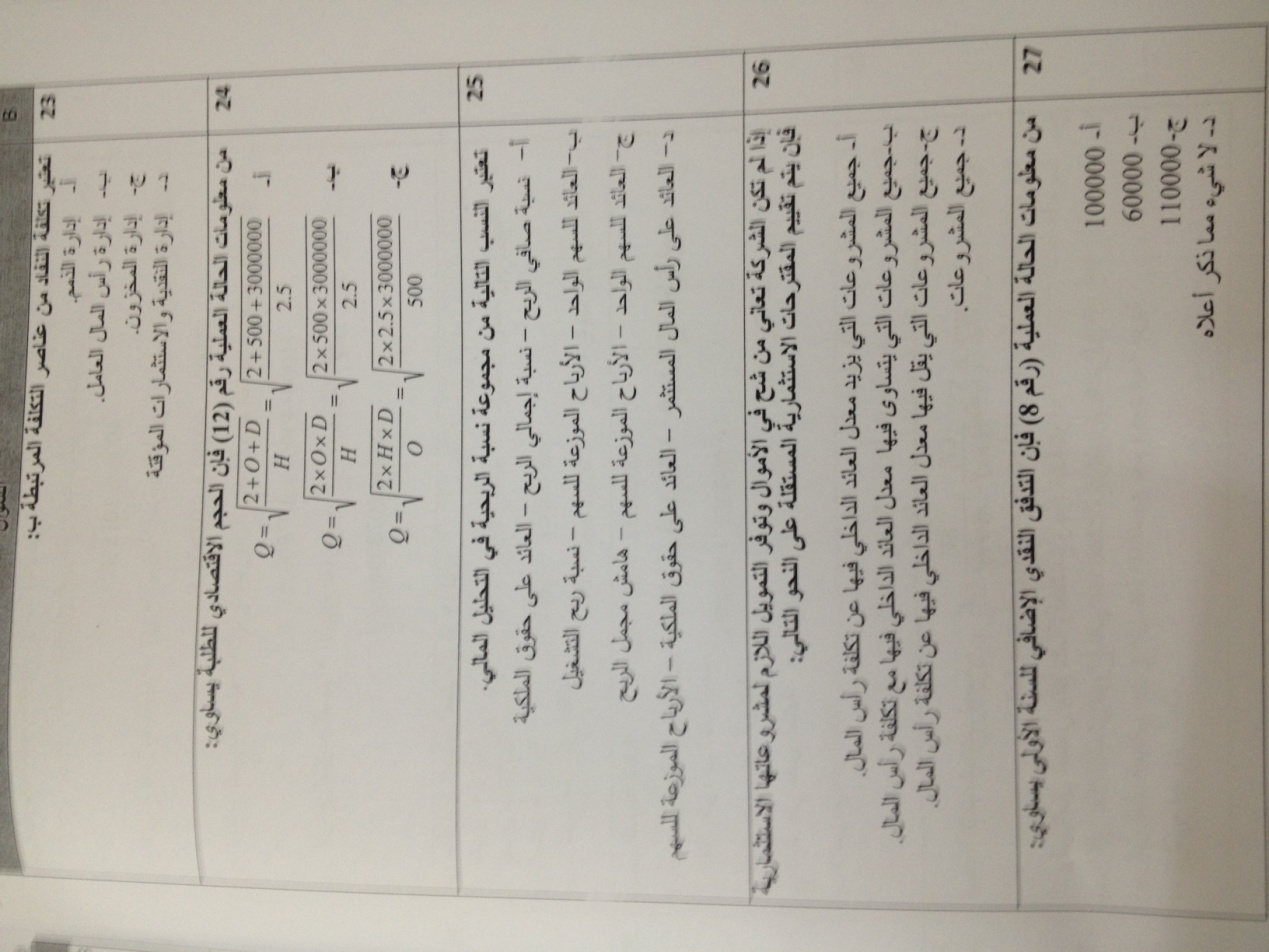 السؤال
B
23
تعتبر تكلفة النفاد من عناصر التكلفة المرتبطة ب:
أ- إدارة الذمم.
ب- إدارة رأس المال العامل.
ج- إدارة المخزون.
د- إدارة النقدية والاستثمارات المؤقتة
24
من معلومات الحالة العملية رقم (12) فإن الحجم الاقتصادي للطلبية يساوي:
أ- Q = √((2+O+D)/H) = √((2+500+3000000)/2.5)
ب- Q = √((2×O×D)/H) = √((2×500×3000000)/2.5)
ج- Q = √((2×H×D)/O) = √((2×2.5×3000000)/500)
25
تعتبر النسب التالية من مجموعة نسبة الربحية في التحليل المالي.
أ- نسبة صافي الربح – نسبة إجمالي الربح – العائد على حقوق الملكية
ب- العائد للسهم الواحد – الأرباح الموزعة للسهم – نسبة ربح التشغيل
ج- العائد للسهم الواحد – الأرباح الموزعة للسهم – هامش مجمل الربح
د- العائد على رأس المال المستثمر – العائد على حقوق الملكية – الأرباح الموزعة للسهم
26
إذا لم تكن الشركة تعاني من شح في الأموال وتوفر التمويل اللازم لمشروعاتها الاستثمارية
فإن يتم تقييم المقترحات الاستثمارية المستقلة على النحو التالي:
أ- جميع المشروعات التي يزيد معدل العائد الداخلي فيها عن تكلفة رأس المال.
ب-جميع المشروعات التي يتساوى فيها معدل العائد الداخلي فيها مع تكلفة رأس المال.
ج-جميع المشروعات التي يقل فيها معدل العائد الداخلي فيها عن تكلفة رأس المال.
د- جميع المشروعات.
27
من معلومات الحالة العملية (رقم 8) فإن التدفق النقدي الإضافي للسنة الأولى يساوي:
أ- 100000
ب- 60000
ج-110000
د- لا شيء مما ذكر أعلاه